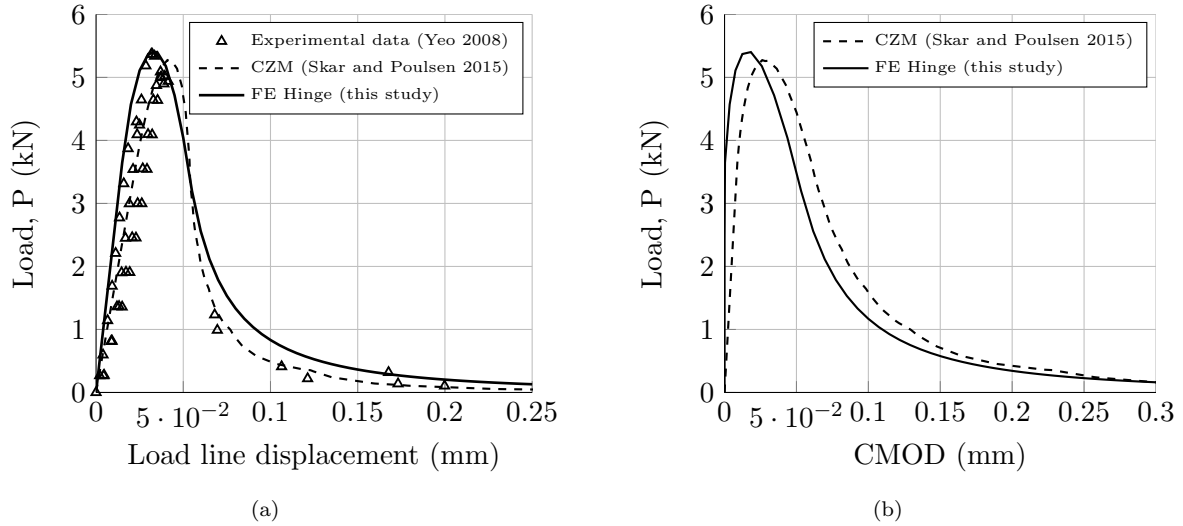 6
5
4
3
2
1
0
0
5 · 10⁻²
0.1
0.15
0.2
0.25
Load, P (kN)
Load line displacement (mm)
Experimental data (Yeo 2008)
CZM (Skar and Poulsen 2015)
FE Hinge (this study)
(a)
6
5
4
3
2
1
0
0
5 · 10⁻²
0.1
0.15
0.2
0.25
0.3
Load, P (kN)
CMOD (mm)
CZM (Skar and Poulsen 2015)
FE Hinge (this study)
(b)